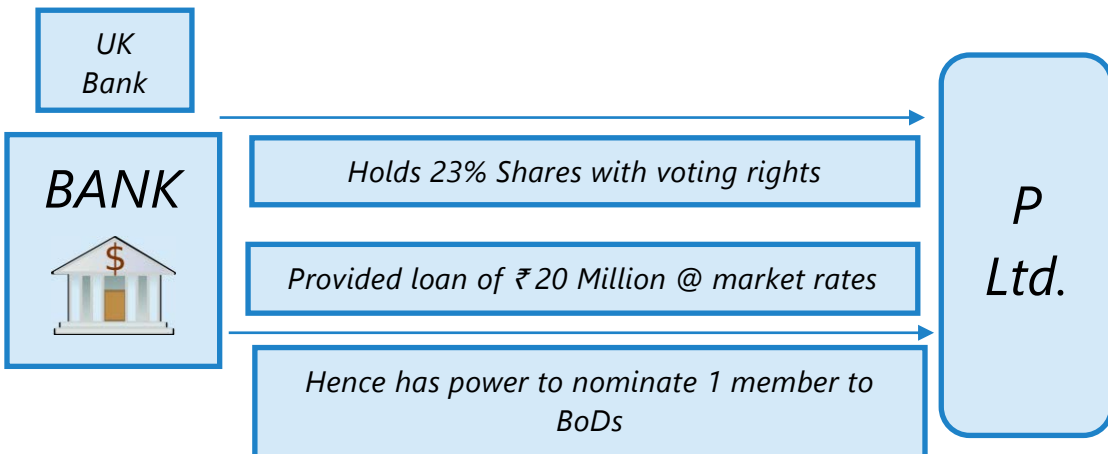 UK
Bank
BANK
$
Holds 23% Shares with voting rights
Provided loan of ₹ 20 Million @ market rates
Hence has power to nominate 1 member to
BoDs
P
Ltd.